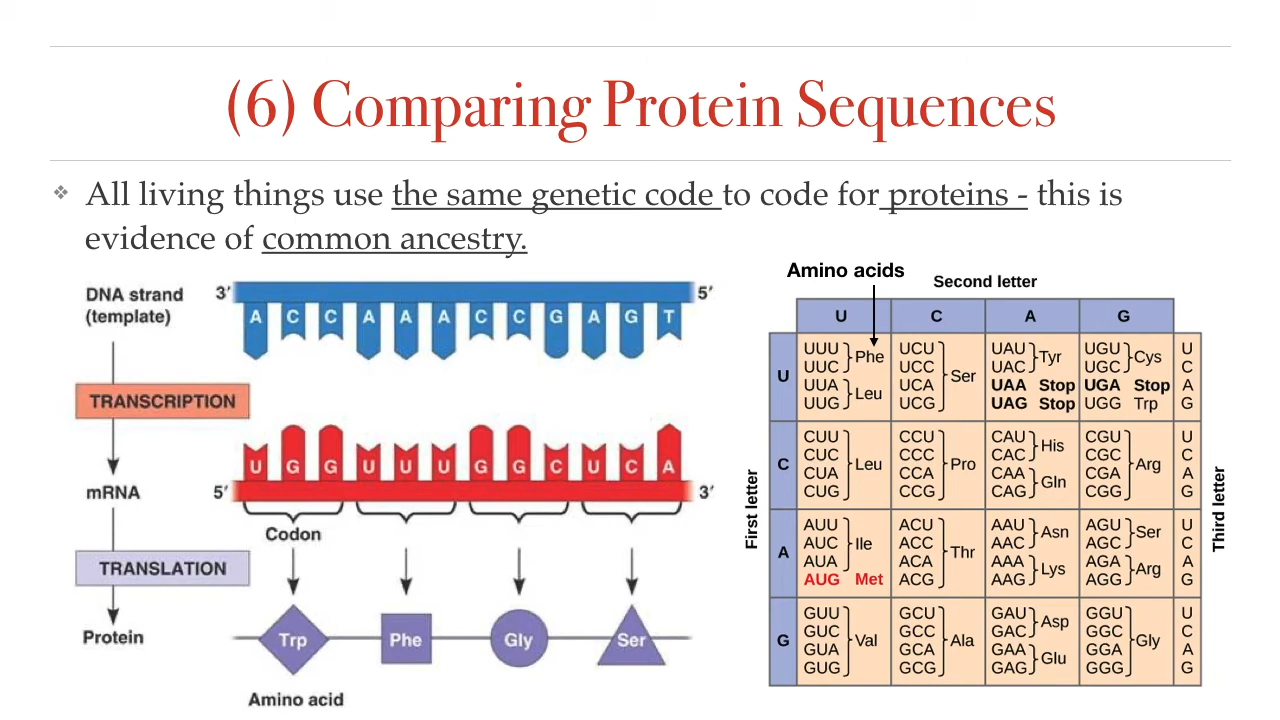 (6) Comparing Protein Sequences
❖ All living things use the same genetic code to code for proteins - this is
evidence of common ancestry.
DNA strand
(template)
3′ 5′
A C C A A A C C G A G T
TRANSCRIPTION
U G G U U U G G C U C A
mRNA
5′ 3′
Codon
TRANSLATION
Protein
Trp Phe Gly Ser
Amino acid
Amino acids
Second letter
U C A G
First letter
Third letter
U
UUU UUC Phe
UUA UUG Leu
UCU UCC UCA UCG Ser
UAU UAC Tyr
UAA Stop
UAG Stop
UGU UGC Cys
UGA Stop
UGG Trp
U C A G
C
CUU CUC CUA CUG Leu
CCU CCC CCA CCG Pro
CAU CAC His
CAA CAG Gln
CGU CGC CGA CGG Arg
U C A G
A
AUU AUC AUA Ile
AUG Met
ACU ACC ACA ACG Thr
AAU AAC Asn
AAA AAG Lys
AGU AGC Ser
AGA AGG Arg
U C A G
G
GUU GUC GUA GUG Val
GCU GCC GCA GCG Ala
GAU GAC Asp
GAA GAG Glu
GGU GGC GGA GGG Gly
U C A G